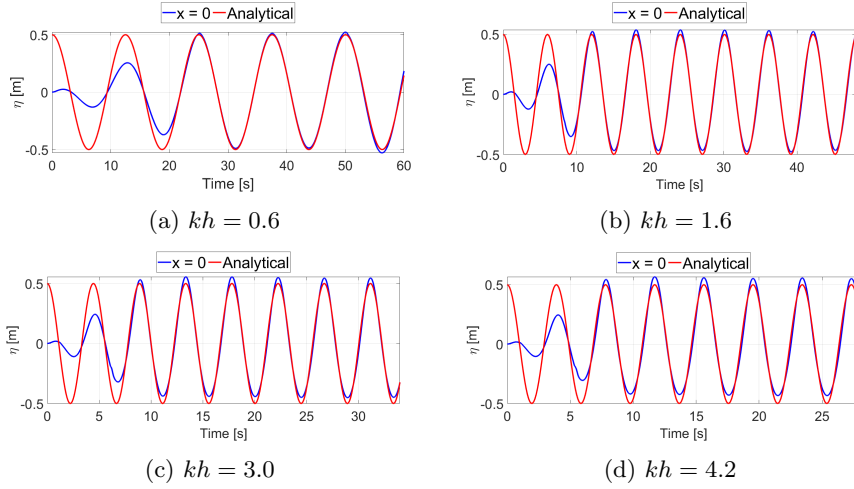 x = 0 Analytical
0.5
0
-0.5
η [m]
0 10 20 30 40 50 60
Time [s]
(a) kh = 0.6
x = 0 Analytical
0.5
0
-0.5
η [m]
0 10 20 30 40
Time [s]
(b) kh = 1.6
x = 0 Analytical
0.5
0
-0.5
η [m]
0 5 10 15 20 25 30
Time [s]
(c) kh = 3.0
x = 0 Analytical
0.5
0
-0.5
η [m]
0 5 10 15 20 25
Time [s]
(d) kh = 4.2